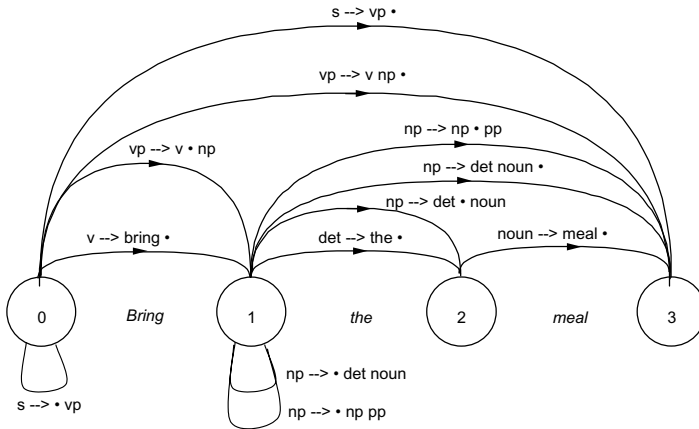 s --> vp •
vp --> v np •
np --> np • pp
vp --> v • np
np --> det noun •
np --> det • noun
v --> bring •
det --> the •
noun --> meal •
0 Bring 1 the 2 meal 3
np --> • det noun
s --> • vp
np --> • np pp